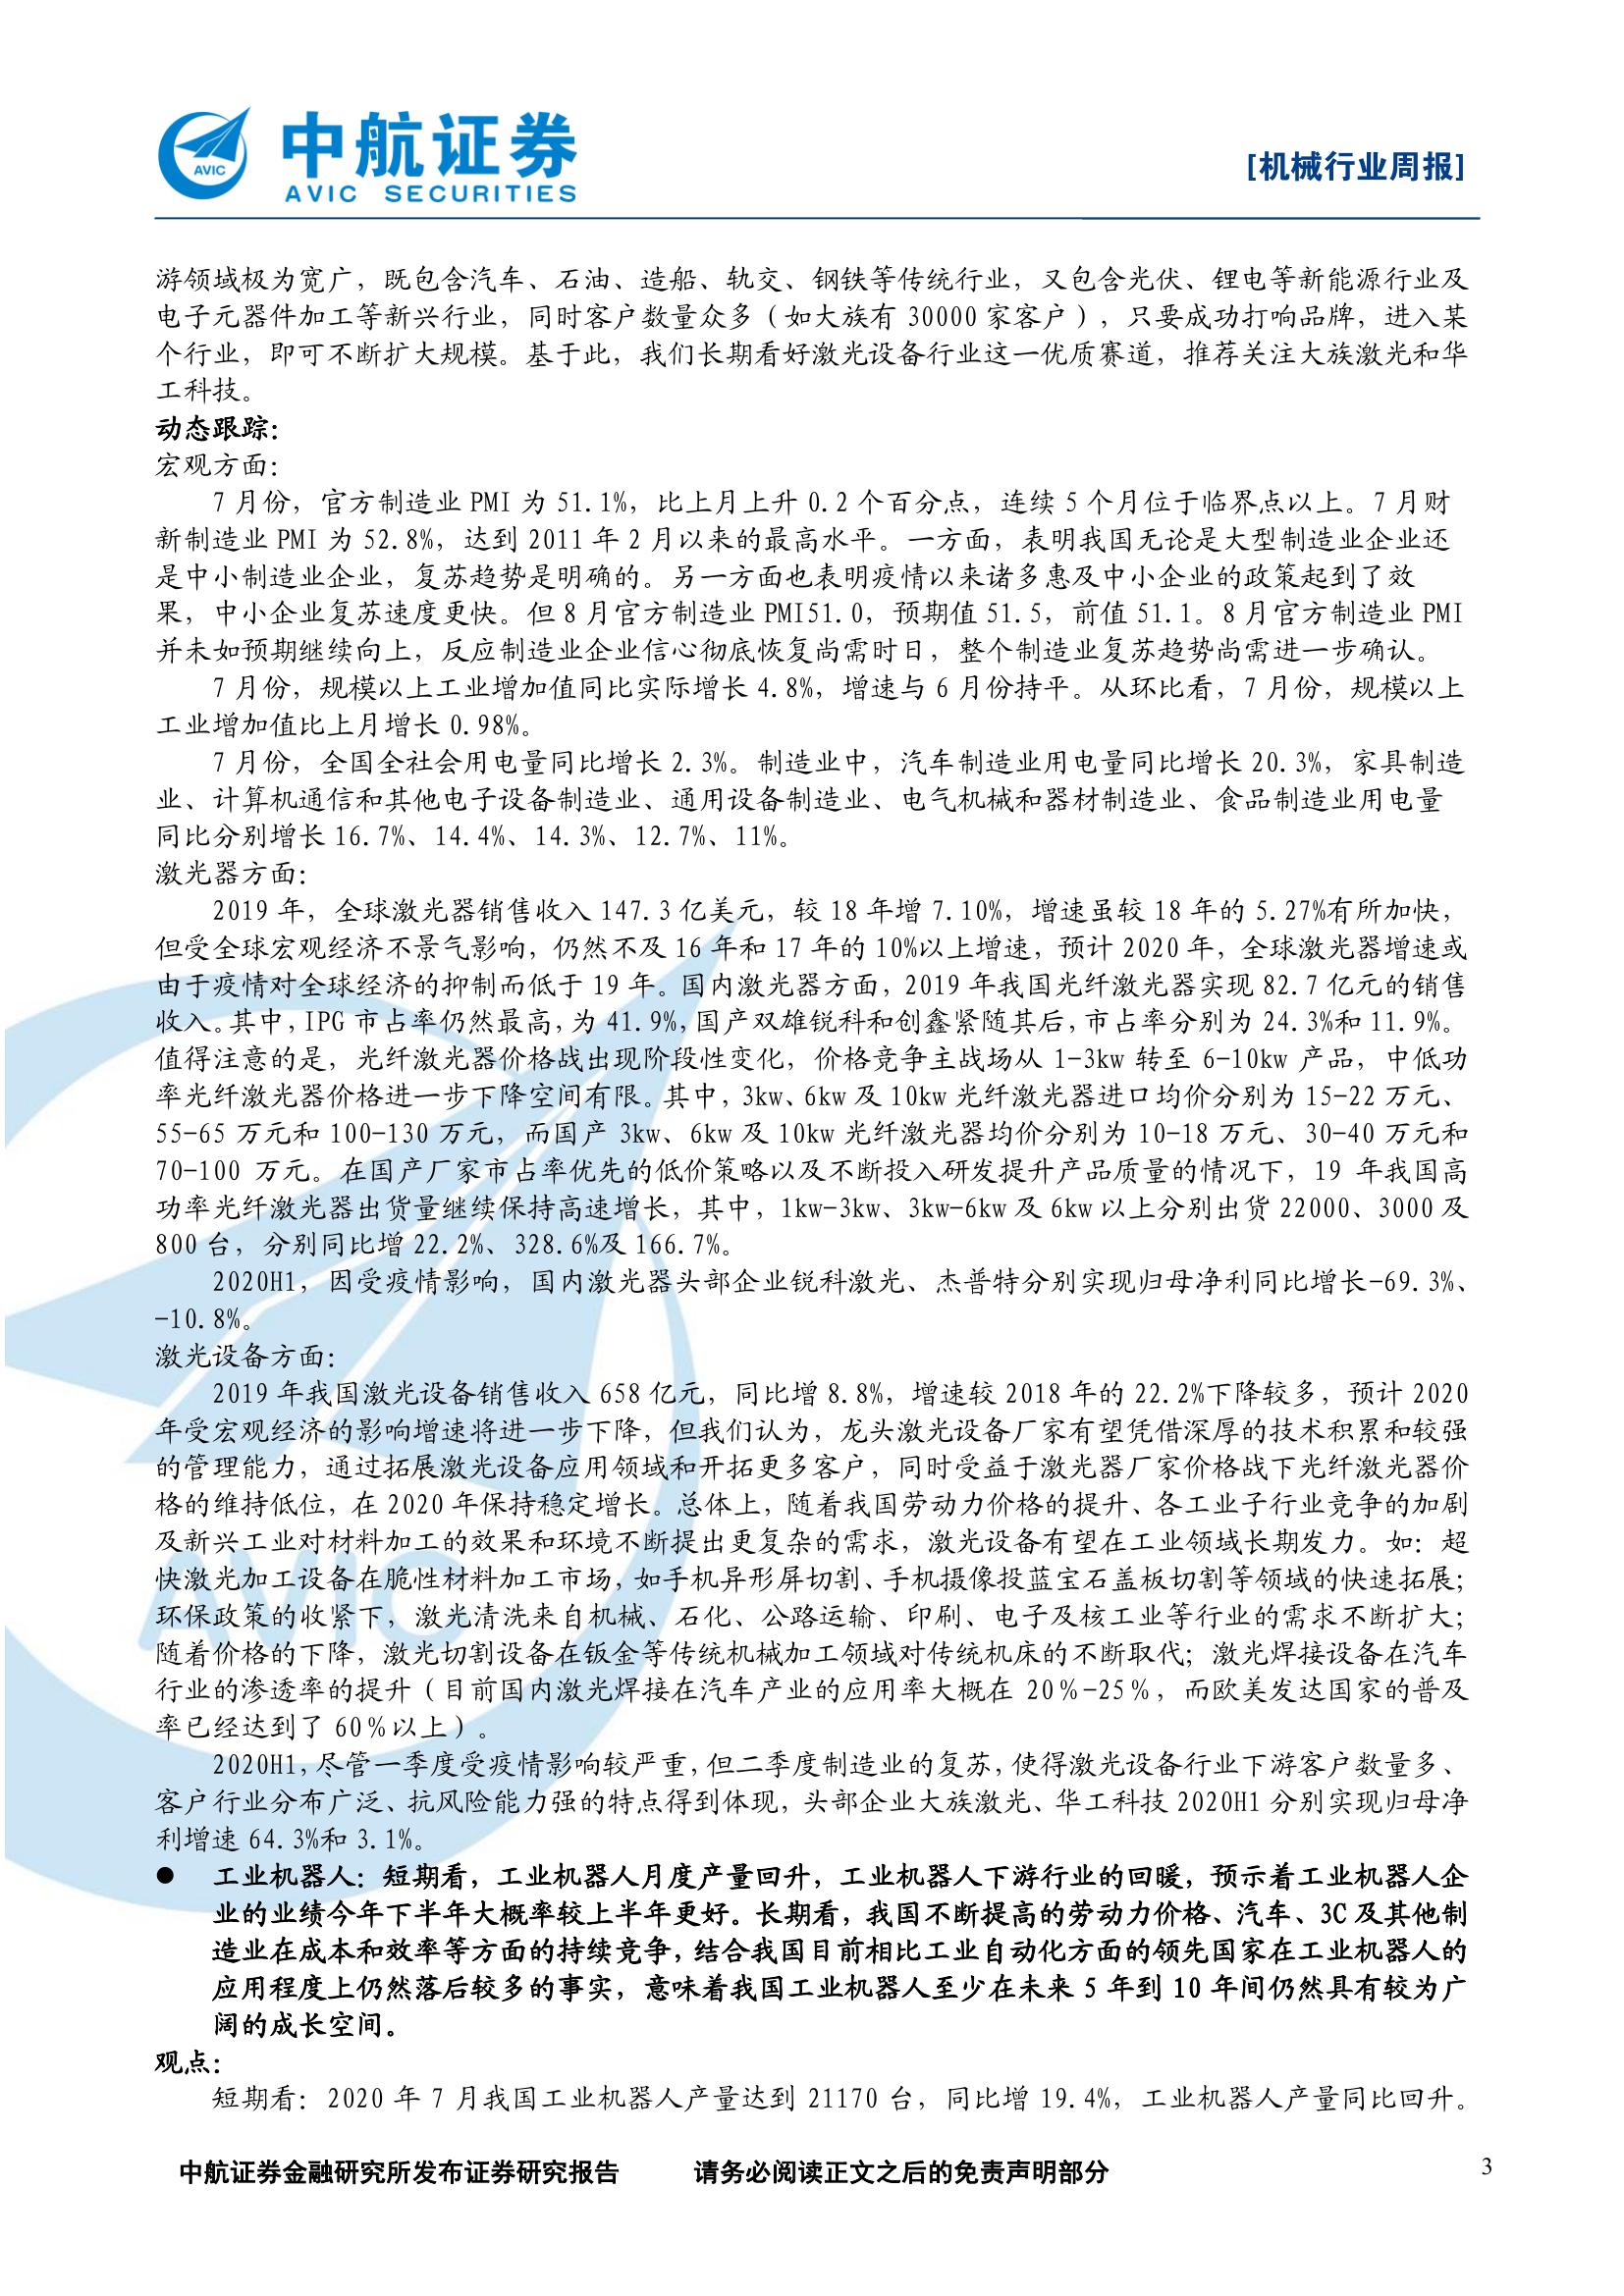 AVIC
中航证券
AVIC SECURITIES
[机械行业周报]
游领域极为宽广，既包含汽车、石油、造船、轨交、钢铁等传统行业，又包含光伏、锂电等新能源行业及
电子元器件加工等新兴行业，同时客户数量众多（如大族有 30000 家客户），只要成功打响品牌，进入某
个行业，即可不断扩大规模。基于此，我们长期看好激光设备行业这一优质赛道，推荐关注大族激光和华
工科技。
动态跟踪：
宏观方面：
7 月份，官方制造业 PMI 为 51.1%，比上月上升 0.2 个百分点，连续 5 个月位于临界点以上。7 月财
新制造业 PMI 为 52.8%，达到 2011 年 2 月以来的最高水平。一方面，表明我国无论是大型制造业企业还
是中小制造业企业，复苏趋势是明确的。另一方面也表明疫情以来诸多惠及中小企业的政策起到了效
果，中小企业复苏速度更快。但 8 月官方制造业 PMI51.0，预期值 51.5，前值 51.1。8 月官方制造业 PMI
并未如预期继续向上，反应制造业企业信心彻底恢复尚需时日，整个制造业复苏趋势尚需进一步确认。
7 月份，规模以上工业增加值同比实际增长 4.8%，增速与 6 月份持平。从环比看，7 月份，规模以上
工业增加值比上月增长 0.98%。
7 月份，全国全社会用电量同比增长 2.3%。制造业中，汽车制造业用电量同比增长 20.3%，家具制造
业、计算机通信和其他电子设备制造业、通用设备制造业、电气机械和器材制造业、食品制造业用电量
同比分别增长 16.7%、14.4%、14.3%、12.7%、11%。
激光器方面：
2019 年，全球激光器销售收入 147.3 亿美元，较 18 年增 7.10%，增速虽较 18 年的 5.27%有所加快，
但受全球宏观经济不景气影响，仍然不及 16 年和 17 年的 10%以上增速，预计 2020 年，全球激光器增速或
由于疫情对全球经济的抑制而低于 19 年。国内激光器方面，2019 年我国光纤激光器实现 82.7 亿元的销售
收入。其中，IPG 市占率仍然最高，为 41.9%，国产双雄锐科和创鑫紧随其后，市占率分别为 24.3%和 11.9%。
值得注意的是，光纤激光器价格战出现阶段性变化，价格竞争主战场从 1-3kw 转至 6-10kw 产品，中低功
率光纤激光器价格进一步下降空间有限。其中，3kw、6kw 及 10kw 光纤激光器进口均价分别为 15-22 万元、
55-65 万元和 100-130 万元，而国产 3kw、6kw 及 10kw 光纤激光器均价分别为 10-18 万元、30-40 万元和
70-100 万元。在国产厂家市占率优先的低价策略以及不断投入研发提升产品质量的情况下，19 年我国高
功率光纤激光器出货量继续保持高速增长，其中，1kw-3kw、3kw-6kw 及 6kw 以上分别出货 22000、3000 及
800 台，分别同比增 22.2%、328.6%及 166.7%。
2020H1，因受疫情影响，国内激光器头部企业锐科激光、杰普特分别实现归母净利同比增长-69.3%、
-10.8%。
激光设备方面：
2019 年我国激光设备销售收入 658 亿元，同比增 8.8%，增速较 2018 年的 22.2%下降较多，预计 2020
年受宏观经济的影响增速将进一步下降，但我们认为，龙头激光设备厂家有望凭借深厚的技术积累和较强
的管理能力，通过拓展激光设备应用领域和开拓更多客户，同时受益于激光器厂家价格战下光纤激光器价
格的维持低位，在 2020 年保持稳定增长。总体上，随着我国劳动力价格的提升、各工业子行业竞争的加剧
及新兴工业对材料加工的效果和环境不断提出更复杂的需求，激光设备有望在工业领域长期发力。如：超
快激光加工设备在脆性材料加工市场，如手机异形屏切割、手机摄像投蓝宝石盖板切割等领域的快速拓展；
环保政策的收紧下，激光清洗来自机械、石化、公路运输、印刷、电子及核工业等行业的需求不断扩大；
随着价格的下降，激光切割设备在钣金等传统机械加工领域对传统机床的不断取代；激光焊接设备在汽车
行业的渗透率的提升（目前国内激光焊接在汽车产业的应用率大概在 20％-25％，而欧美发达国家的普及
率已经达到了 60％以上）。
2020H1，尽管一季度受疫情影响较严重，但二季度制造业的复苏，使得激光设备行业下游客户数量多、
客户行业分布广泛、抗风险能力强的特点得到体现，头部企业大族激光、华工科技 2020H1 分别实现归母净
利增速 64.3%和 3.1%。
● 工业机器人：短期看，工业机器人月度产量回升，工业机器人下游行业的回暖，预示着工业机器人企
业的业绩今年下半年大概率较上半年更好。长期看，我国不断提高的劳动力价格、汽车、3C 及其他制
造业在成本和效率等方面的持续竞争，结合我国目前相比工业自动化方面的领先国家在工业机器人的
应用程度上仍然落后较多的事实，意味着我国工业机器人至少在未来 5 年到 10 年间仍然具有较为广
阔的成长空间。
观点：
短期看：2020 年 7 月我国工业机器人产量达到 21170 台，同比增 19.4%，工业机器人产量同比回升。
中航证券金融研究所发布证券研究报告 请务必阅读正文之后的免责声明部分 3